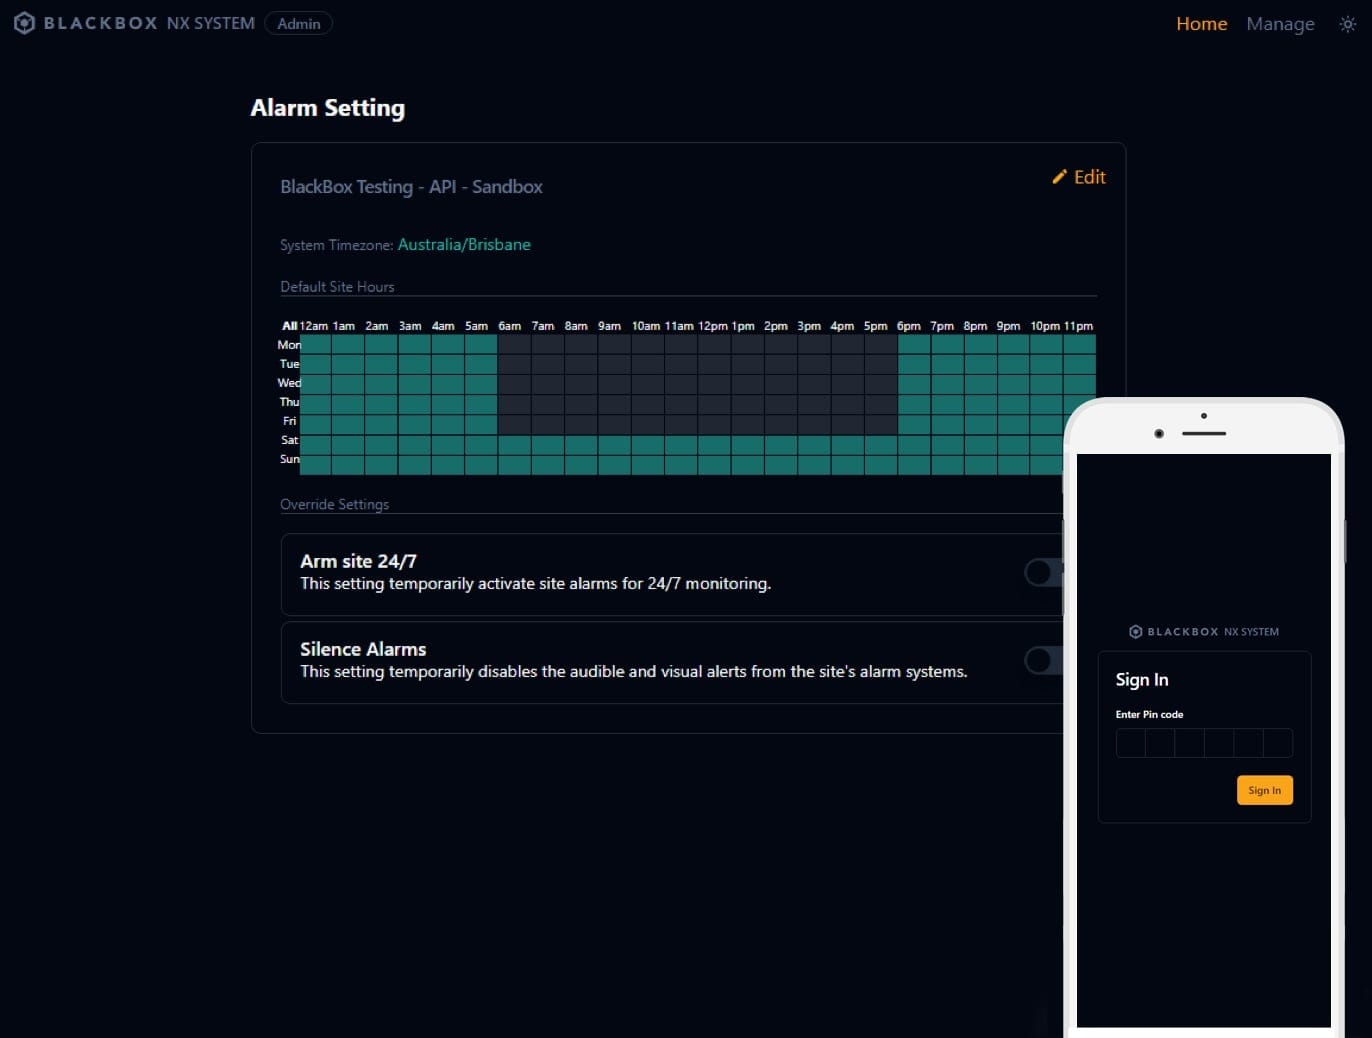 BLACKBOX NX SYSTEM Admin
Home Manage
Alarm Setting
BlackBox Testing - API - Sandbox
Edit
System Timezone: Australia/Brisbane
Default Site Hours
All 12am 1am 2am 3am 4am 5am 6am 7am 8am 9am 10am 11am 12pm 1pm 2pm 3pm 4pm 5pm 6pm 7pm 8pm 9pm 10pm 11pm
Mon
Tue
Wed
Thu
Fri
Sat
Sun
Override Settings
Arm site 24/7
This setting temporarily activate site alarms for 24/7 monitoring.
Silence Alarms
This setting temporarily disables the audible and visual alerts from the site's alarm systems.
BLACKBOX NX SYSTEM
Sign In
Enter Pin code
Sign In